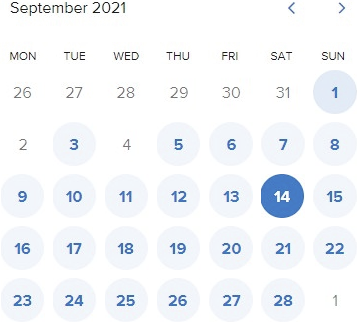 September 2021 < >
MON TUE WED THU FRI SAT SUN
26 27 28 29 30 31 1
2 3 4 5 6 7 8
9 10 11 12 13 14 15
16 17 18 19 20 21 22
23 24 25 26 27 28 1